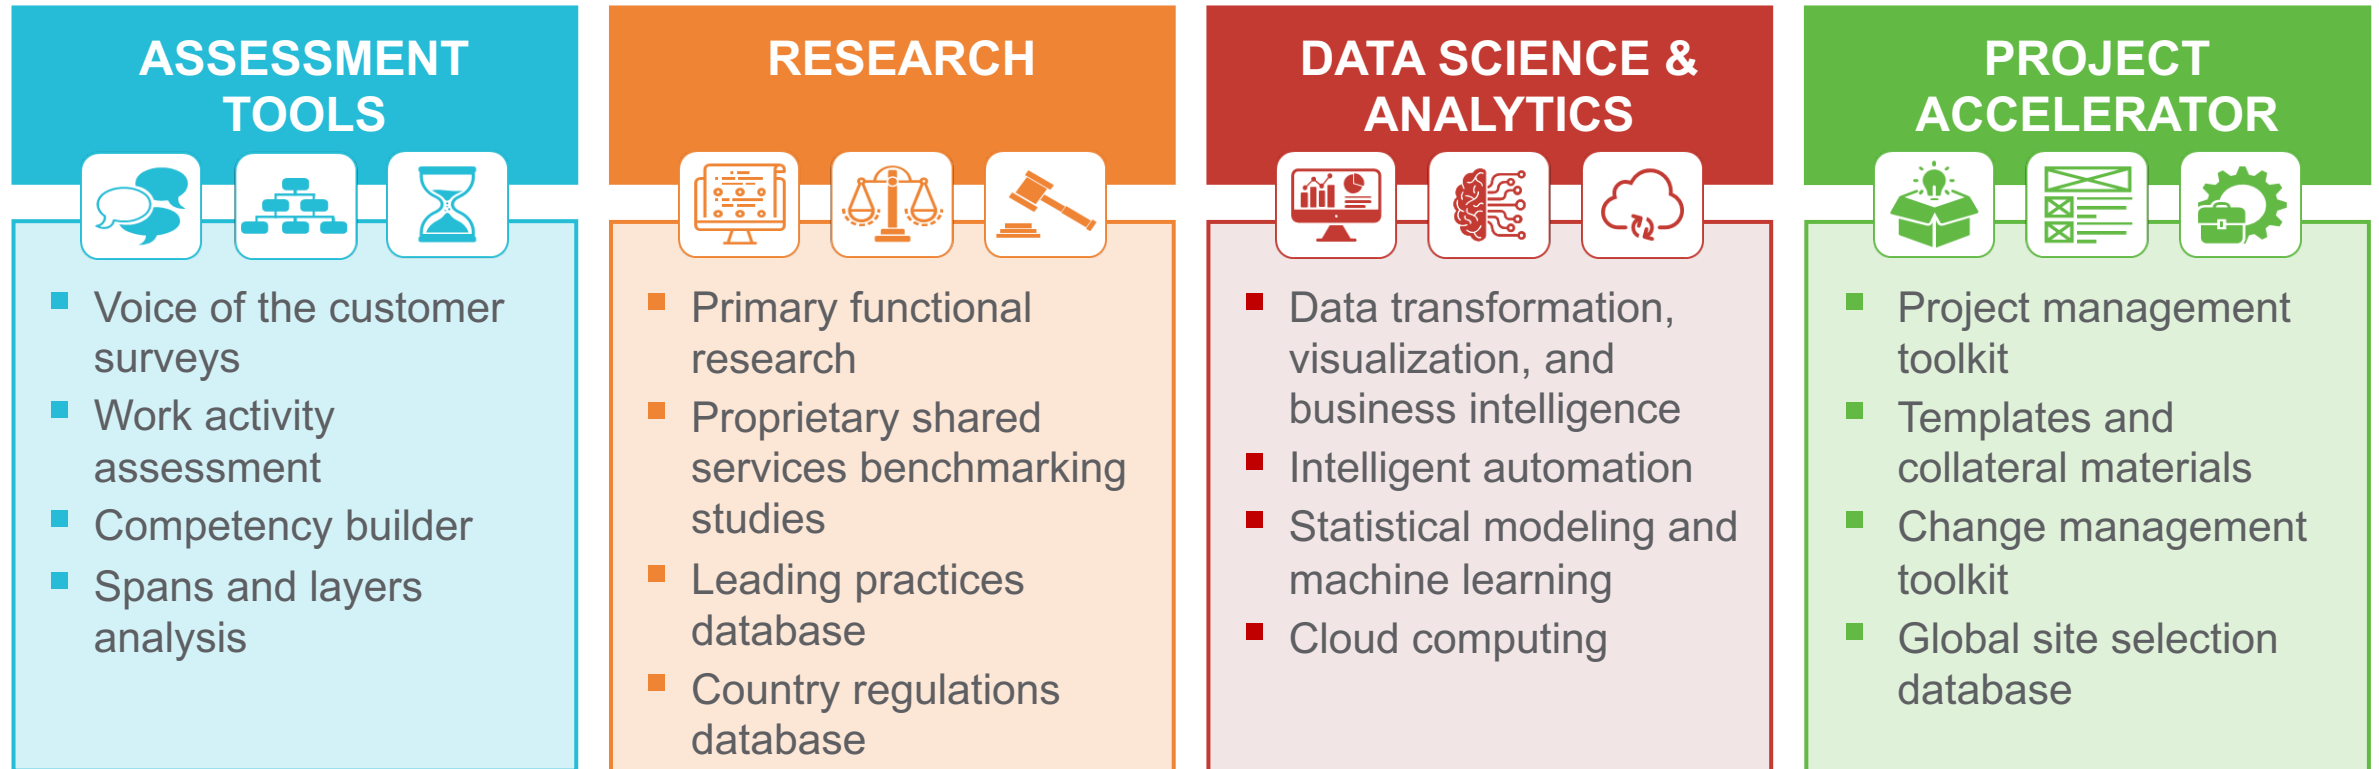 ASSESSMENT
TOOLS
Voice of the customer
surveys
Work activity
assessment
Competency builder
Spans and layers
analysis
RESEARCH
Primary functional
research
Proprietary shared
services benchmarking
studies
Leading practices
database
Country regulations
database
DATA SCIENCE &
ANALYTICS
Data transformation,
visualization, and
business intelligence
Intelligent automation
Statistical modeling and
machine learning
Cloud computing
PROJECT
ACCELERATOR
Project management
toolkit
Templates and
collateral materials
Change management
toolkit
Global site selection
database